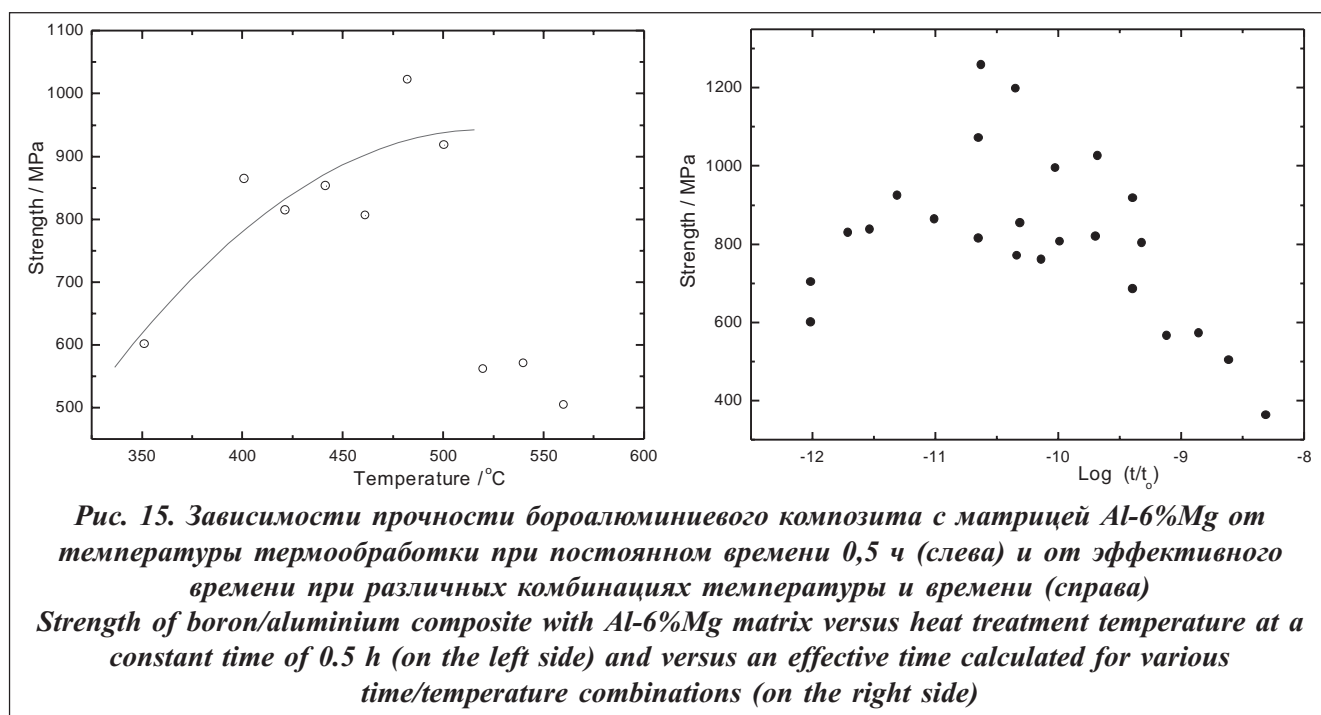 1100
1000
900
800
700
600
500
Strength / MPa
350 400 450 500 550 600
Temperature /°C
1200
1000
800
600
400
Strength / MPa
-12 -11 -10 -9 -8
Log (t/t₀)
Рис. 15. Зависимости прочности бороалюминиевого композита с матрицей Al-6%Mg от
температуры термообработки при постоянном времени 0,5 ч (слева) и от эффективного
времени при различных комбинациях температуры и времени (справа)
Strength of boron/aluminium composite with Al-6%Mg matrix versus heat treatment temperature at a
constant time of 0.5 h (on the left side) and versus an effective time calculated for various
time/temperature combinations (on the right side)